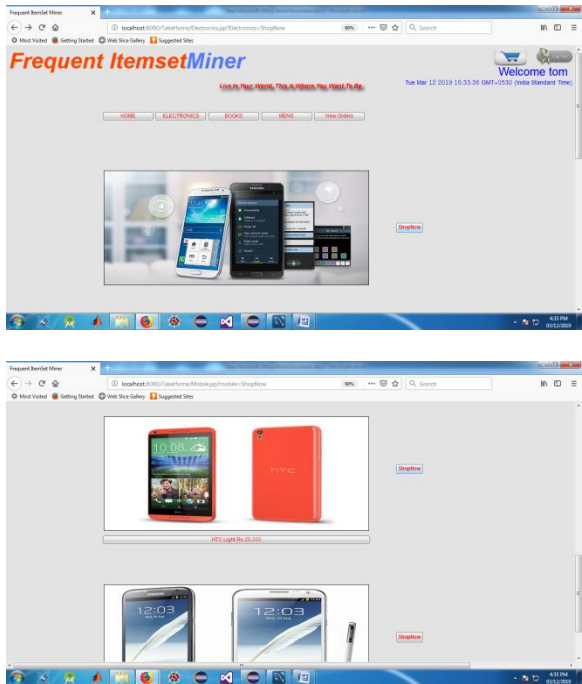 Frequent ItemSet Miner
localhost:8080/TakeHome/Electronics.jsp?Electronics=ShopNow
90%
Search
Most Visited Getting Started Web Slice Gallery Suggested Sites
Frequent ItemsetMiner
Welcome tom
Tue Mar 12 2019 16:33:35 GMT+0530 (India Standard Time)
Live In Your World, This is Where You Want To Be.
HOME ELECTRONICS BOOKS MENS View Orders
SAMSUNG
ShopNow
4:33 PM
03/12/2019
Frequent ItemSet Miner
localhost:8080/TakeHome/Mobile.jsp?mobile=ShopNow
90%
Search
Most Visited Getting Started Web Slice Gallery Suggested Sites
10:08
hTC
ShopNow
HTC Light Rs.20,000
12:03
12:03
ShopNow
4:35 PM
03/12/2019